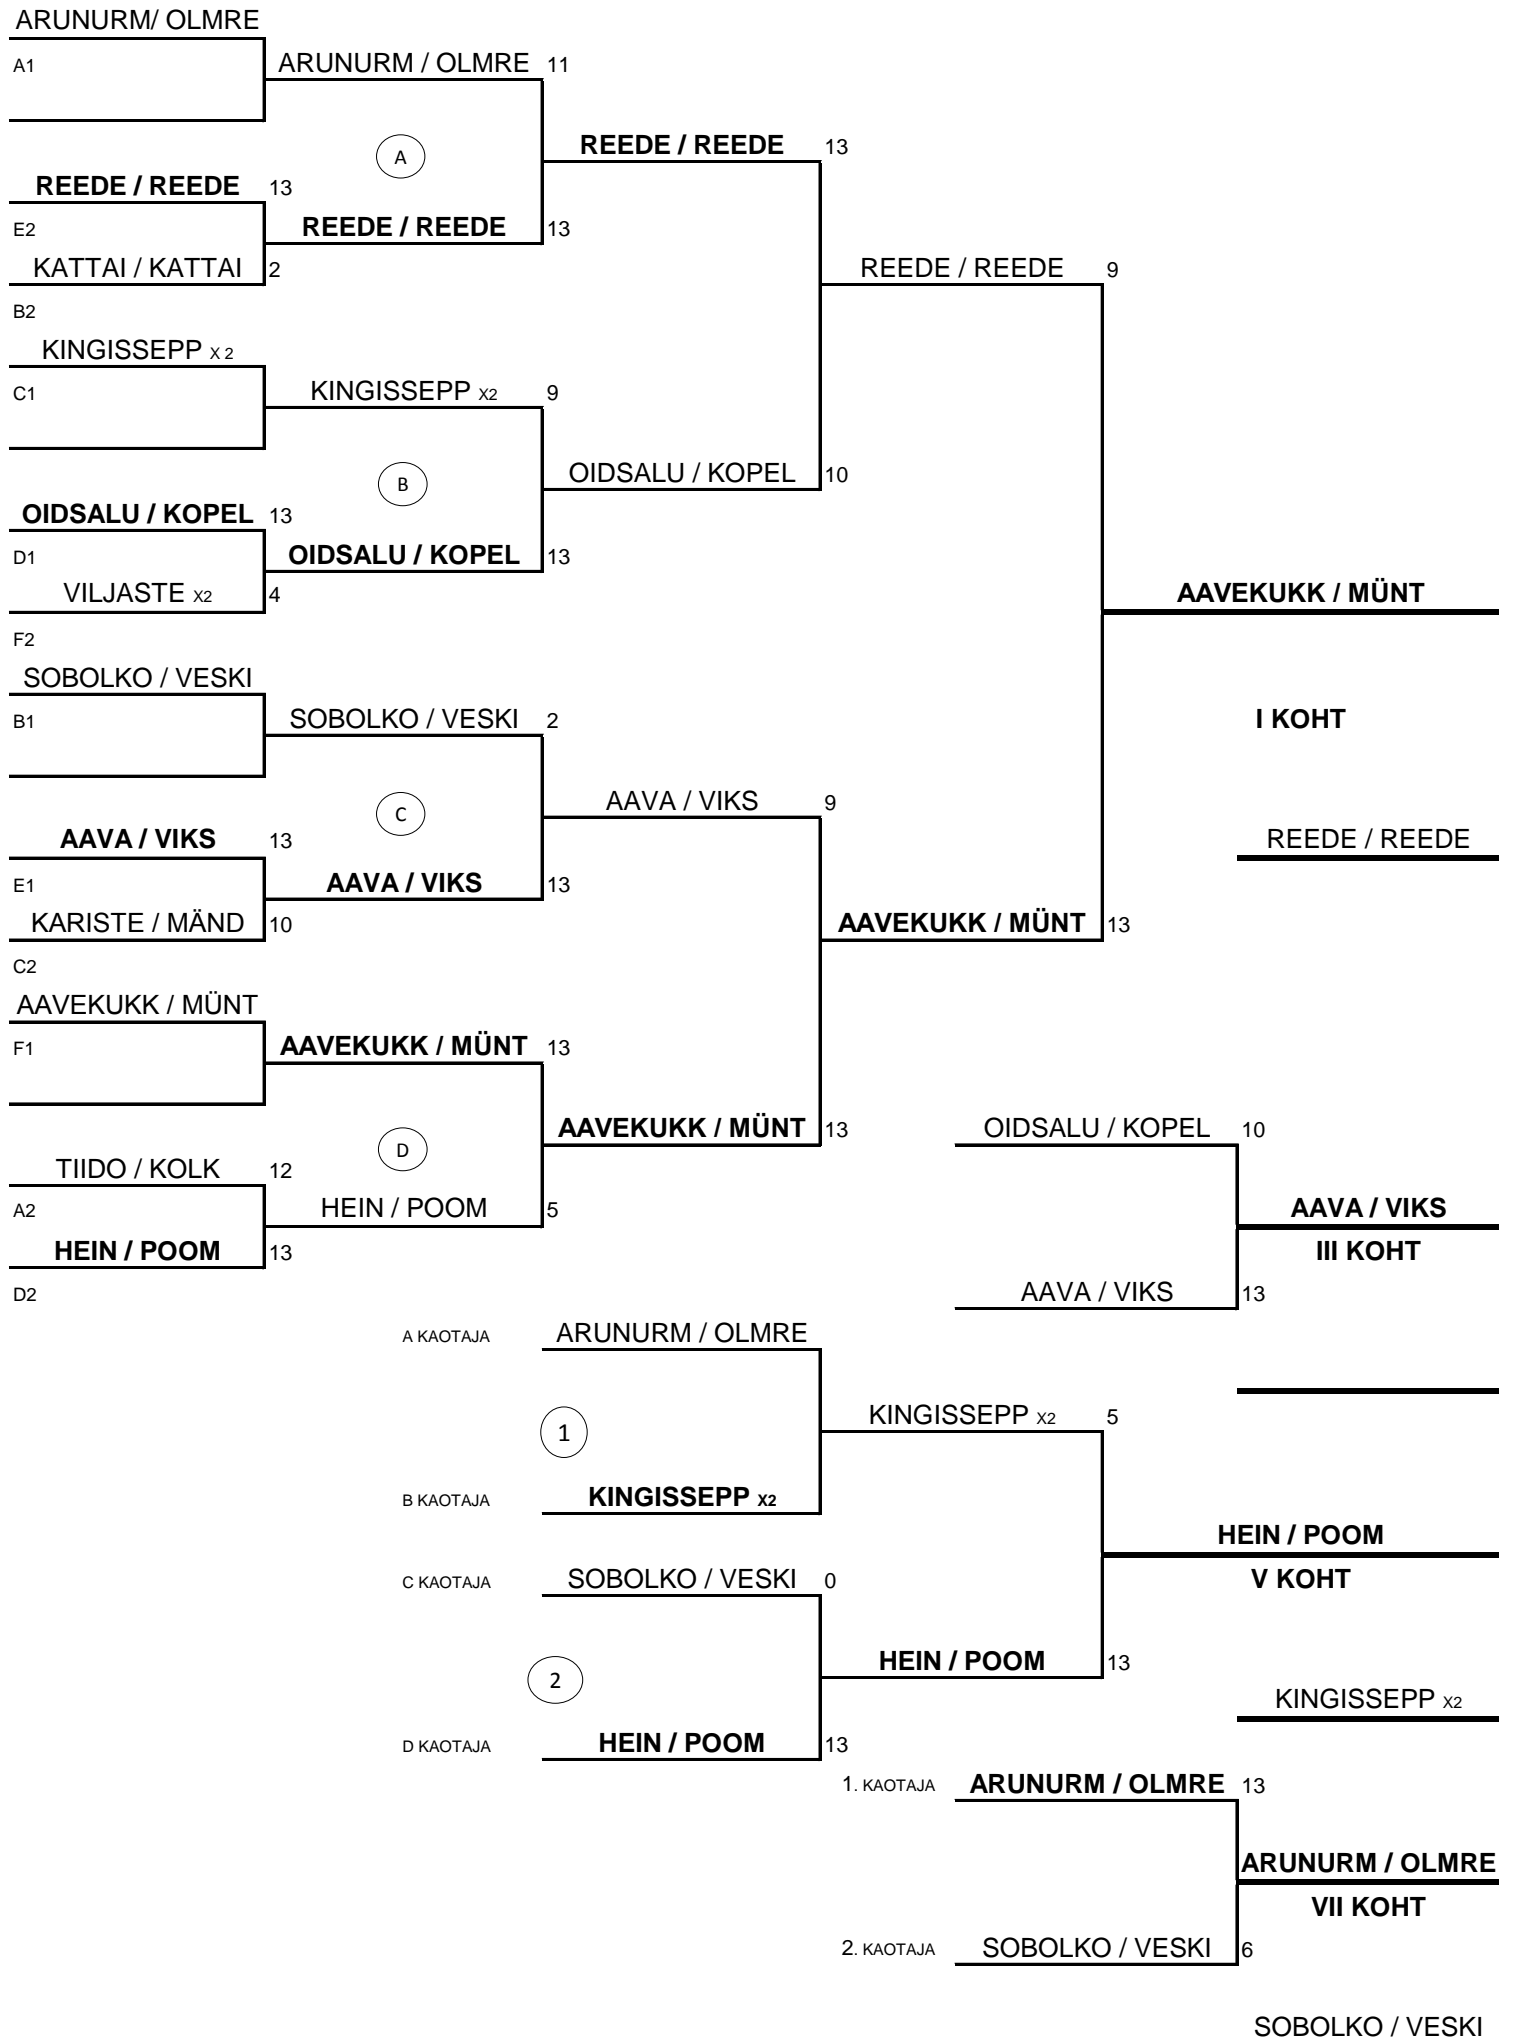 ARUNURM/ OLMRE
A1
ARUNURM / OLMRE 11
A
REEDE / REEDE 13
REEDE / REEDE 13
E2
REEDE / REEDE 13
KATTAI / KATTAI 2
REEDE / REEDE 9
B2
KINGISSEPP X 2
C1
KINGISSEPP X2 9
B
OIDSALU / KOPEL 10
OIDSALU / KOPEL 13
D1
OIDSALU / KOPEL 13
VILJASTE X2 4
AAVEKUKK / MÜNT
F2
SOBOLKO / VESKI
B1
SOBOLKO / VESKI 2
I KOHT
C
AAVA / VIKS 9
AAVA / VIKS 13
REEDE / REEDE
E1
AAVA / VIKS 13
KARISTE / MÄND 10
AAVEKUKK / MÜNT 13
C2
AAVEKUKK / MÜNT
F1
AAVEKUKK / MÜNT 13
D
AAVEKUKK / MÜNT 13
OIDSALU / KOPEL 10
TIIDO / KOLK 12
A2
HEIN / POOM 5
AAVA / VIKS
HEIN / POOM 13
III KOHT
D2
AAVA / VIKS 13
A KAOTAJA
ARUNURM / OLMRE
1
KINGISSEPP X2 5
B KAOTAJA
KINGISSEPP X2
HEIN / POOM
C KAOTAJA
SOBOLKO / VESKI 0
V KOHT
2
HEIN / POOM 13
KINGISSEPP X2
D KAOTAJA
HEIN / POOM 13
1. KAOTAJA
ARUNURM / OLMRE 13
ARUNURM / OLMRE
VII KOHT
2. KAOTAJA
SOBOLKO / VESKI 6
SOBOLKO / VESKI